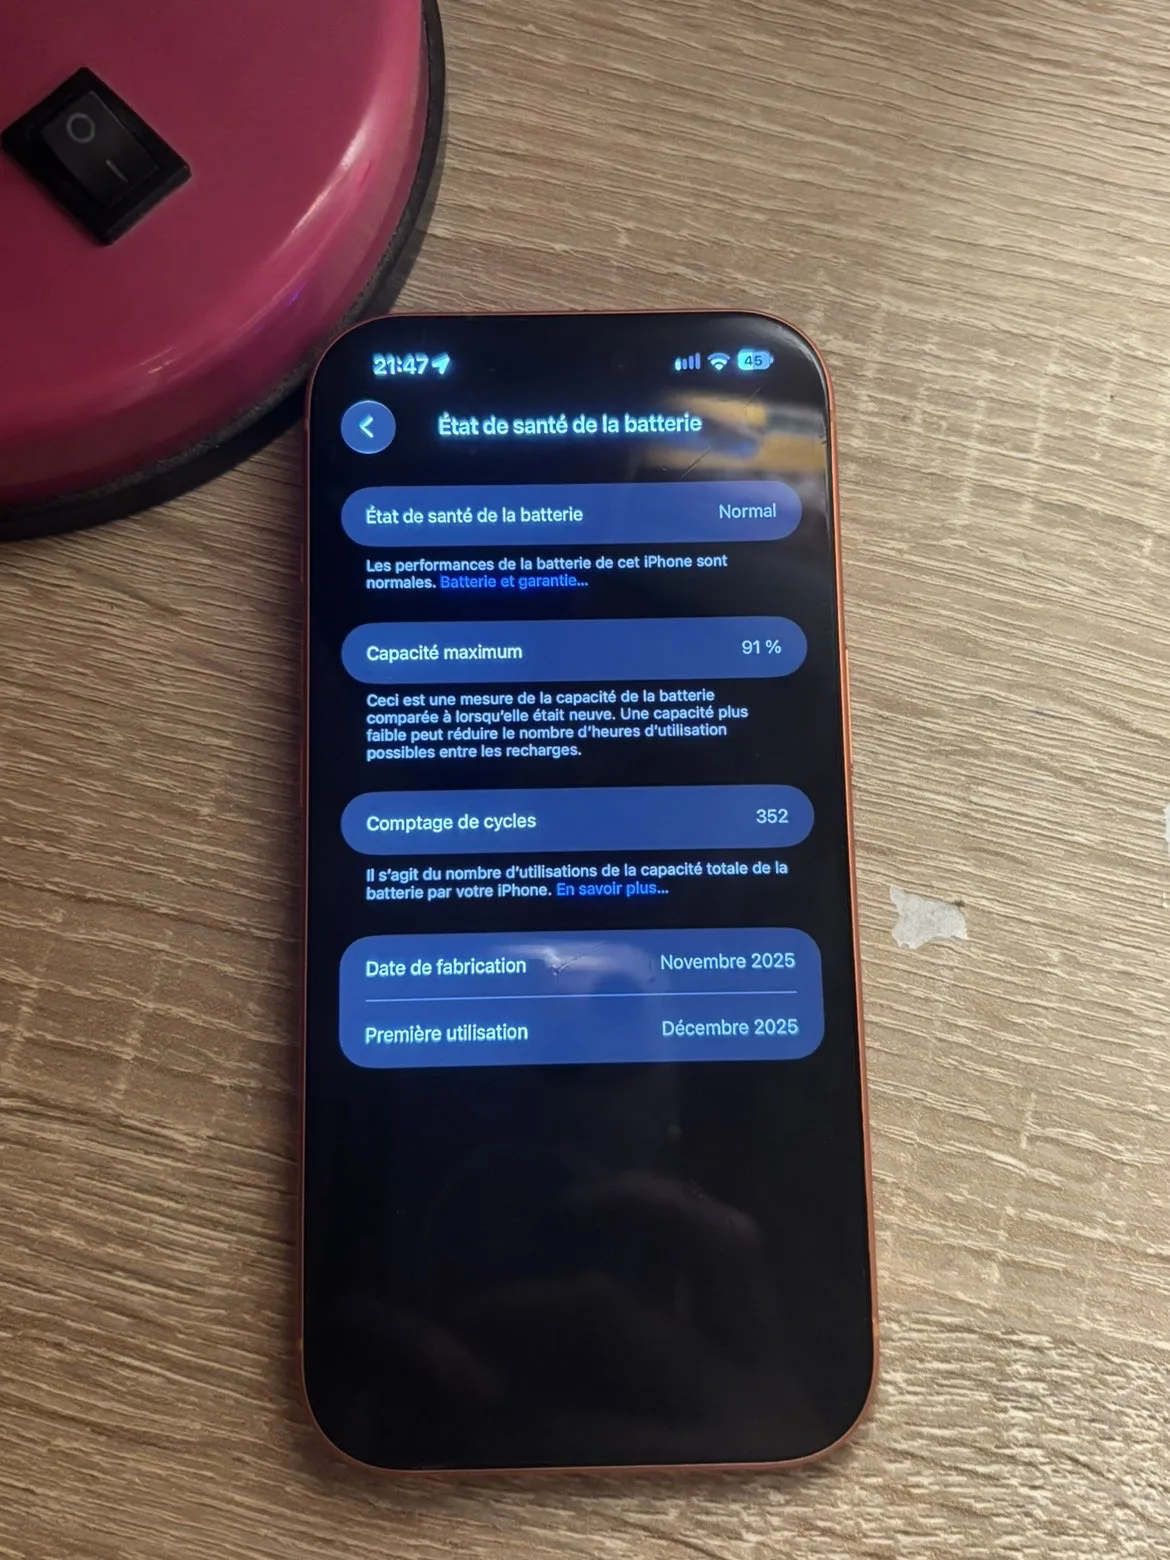 21:47
45
État de santé de la batterie
État de santé de la batterie Normal
Les performances de la batterie de cet iPhone sont
normales. Batterie et garantie...
Capacité maximum 91 %
Ceci est une mesure de la capacité de la batterie
comparée à lorsqu'elle était neuve. Une capacité plus
faible peut réduire le nombre d'heures d'utilisation
possibles entre les recharges.
Comptage de cycles 352
Il s'agit du nombre d'utilisations de la capacité totale de la
batterie par votre iPhone. En savoir plus...
Date de fabrication Novembre 2025
Première utilisation Décembre 2025